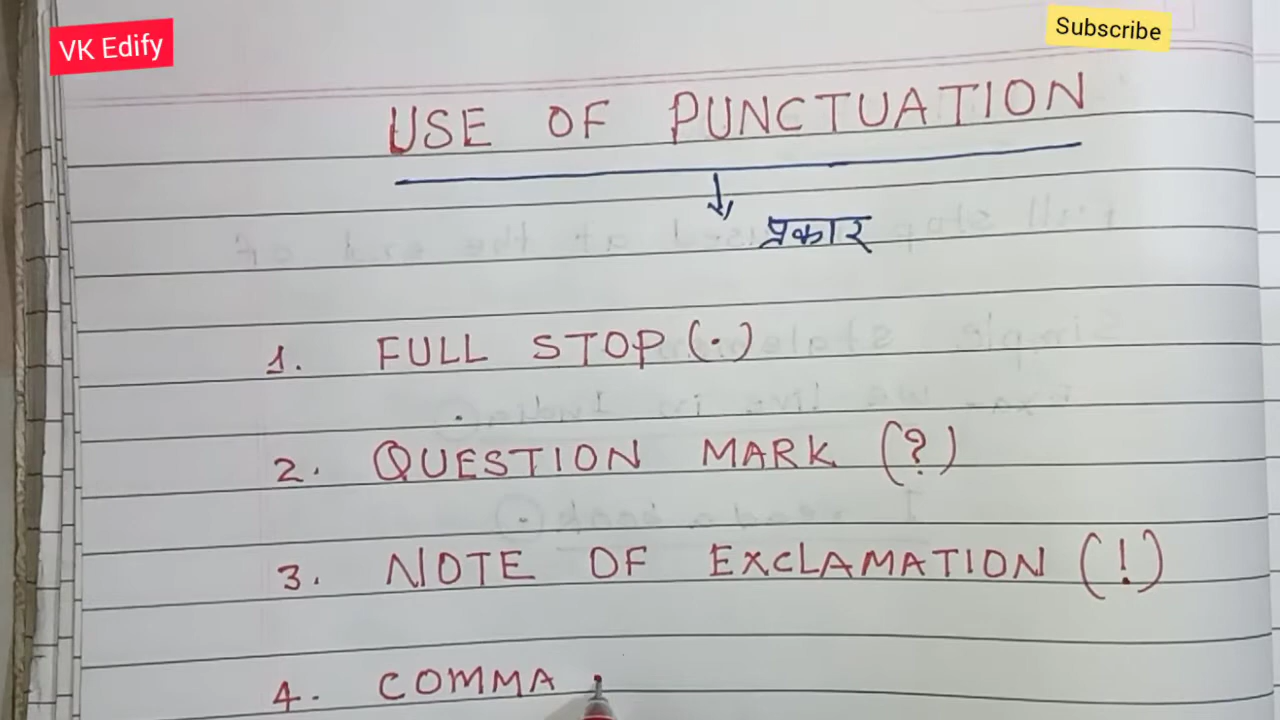 VK Edify
Subscribe
USE OF PUNCTUATION
प्रकार
1. FULL STOP (.)
2. QUESTION MARK (?)
3. NOTE OF EXCLAMATION (!)
4. COMMA